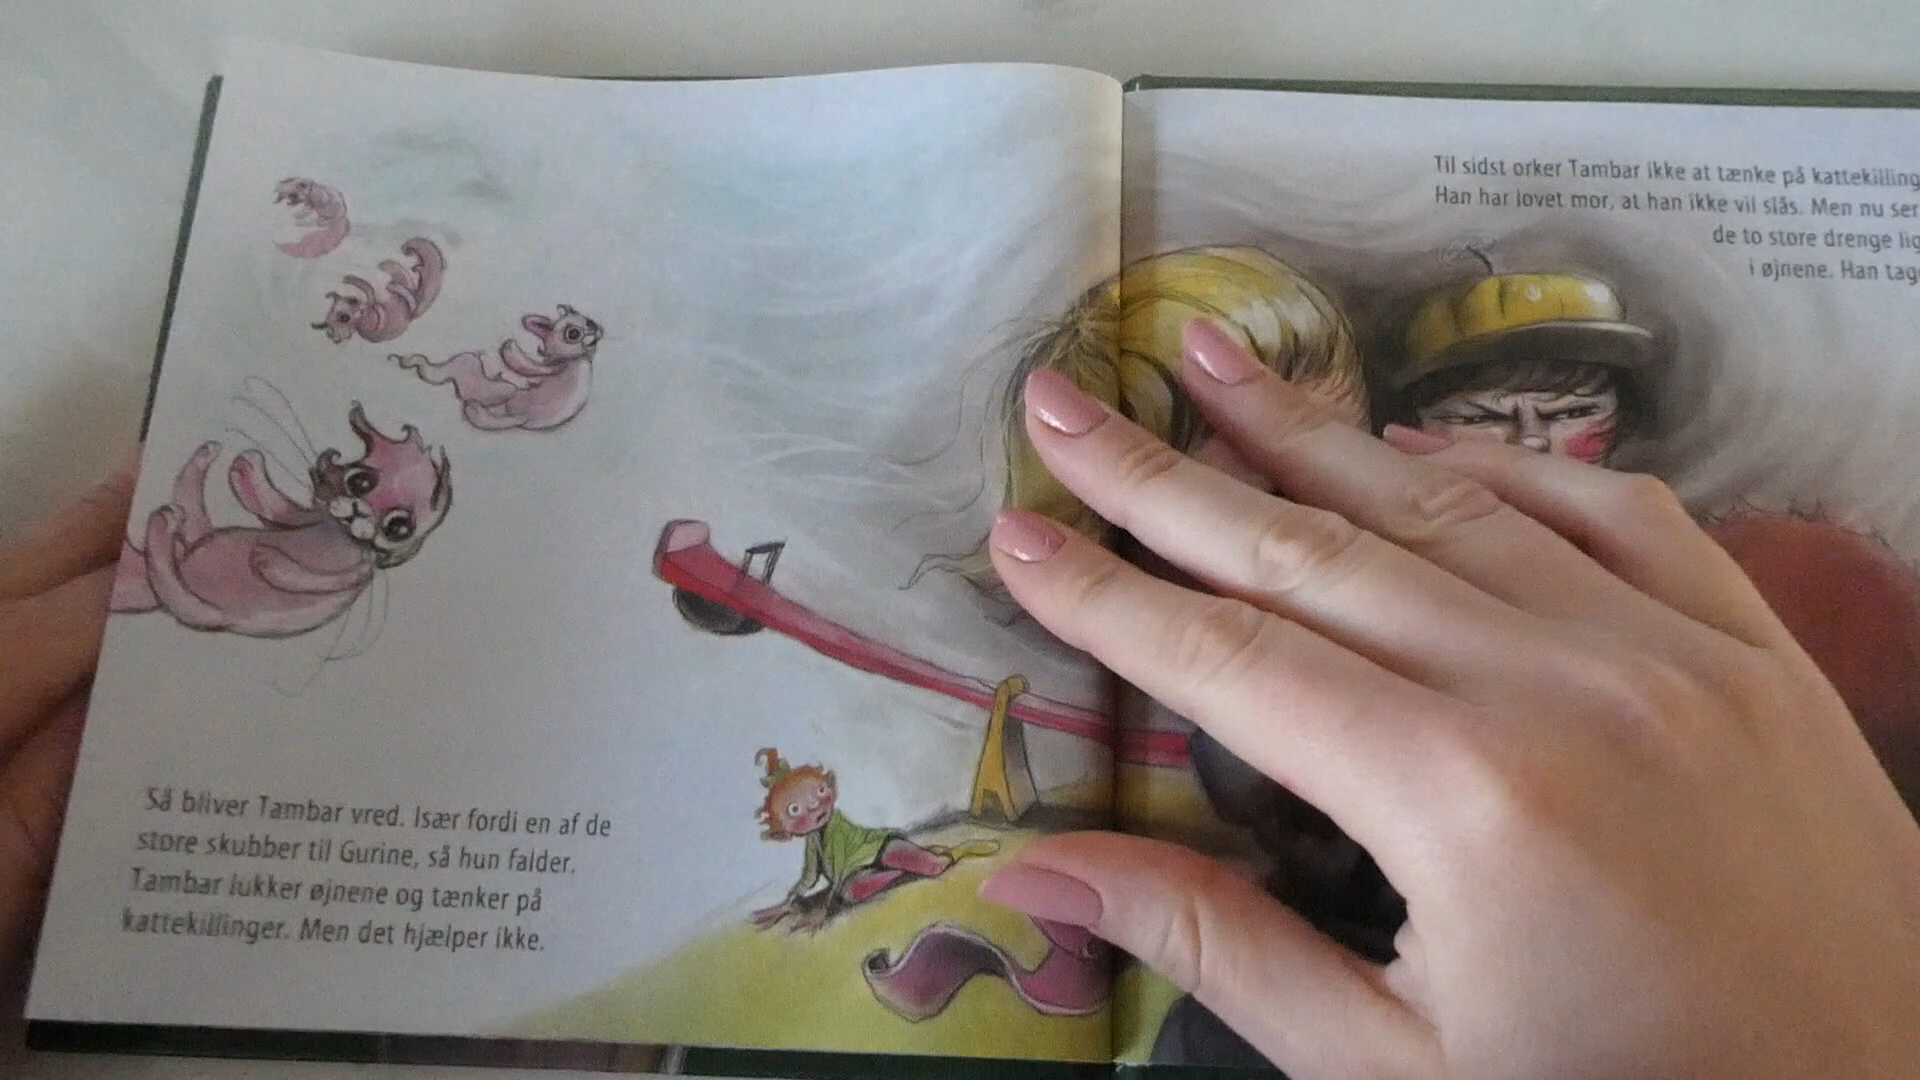 Så bliver Tambar vred. Især fordi en af de
store skubber til Gurine, så hun falder.
Tambar lukker øjnene og tænker på
kattekillinger. Men det hjælper ikke.
Til sidst orker Tambar ikke at tænke på
Han har lovet mor, at han ikke vil slås. Men nu ser
de to store drenge
i øjnene. Han